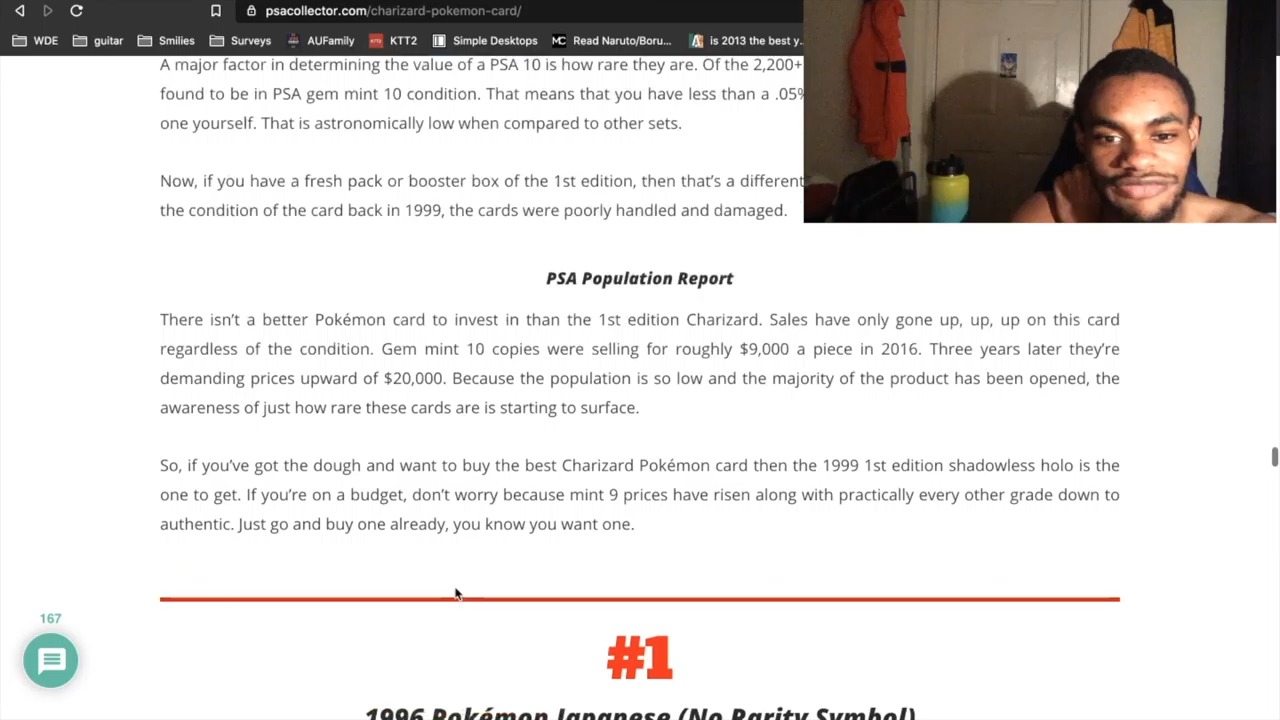 psacollector.com/charizard-pokemon-card/
WDE guitar Smilies Surveys AUFamily KTT2 Simple Desktops Read Naruto/Boru... is 2013 the best y...
A major factor in determining the value of a PSA 10 is how rare they are. Of the 2,200+
found to be in PSA gem mint 10 condition. That means that you have less than a .05%
one yourself. That is astronomically low when compared to other sets.
Now, if you have a fresh pack or booster box of the 1st edition, then that's a different
the condition of the card back in 1999, the cards were poorly handled and damaged.
PSA Population Report
There isn't a better Pokémon card to invest in than the 1st edition Charizard. Sales have only gone up, up, up on this card
regardless of the condition. Gem mint 10 copies were selling for roughly $9,000 a piece in 2016. Three years later they're
demanding prices upward of $20,000. Because the population is so low and the majority of the product has been opened, the
awareness of just how rare these cards are is starting to surface.
So, if you've got the dough and want to buy the best Charizard Pokémon card then the 1999 1st edition shadowless holo is the
one to get. If you're on a budget, don't worry because mint 9 prices have risen along with practically every other grade down to
authentic. Just go and buy one already, you know you want one.
167
#1
1996 Pokémon Japanese (No Rarity Symbol)